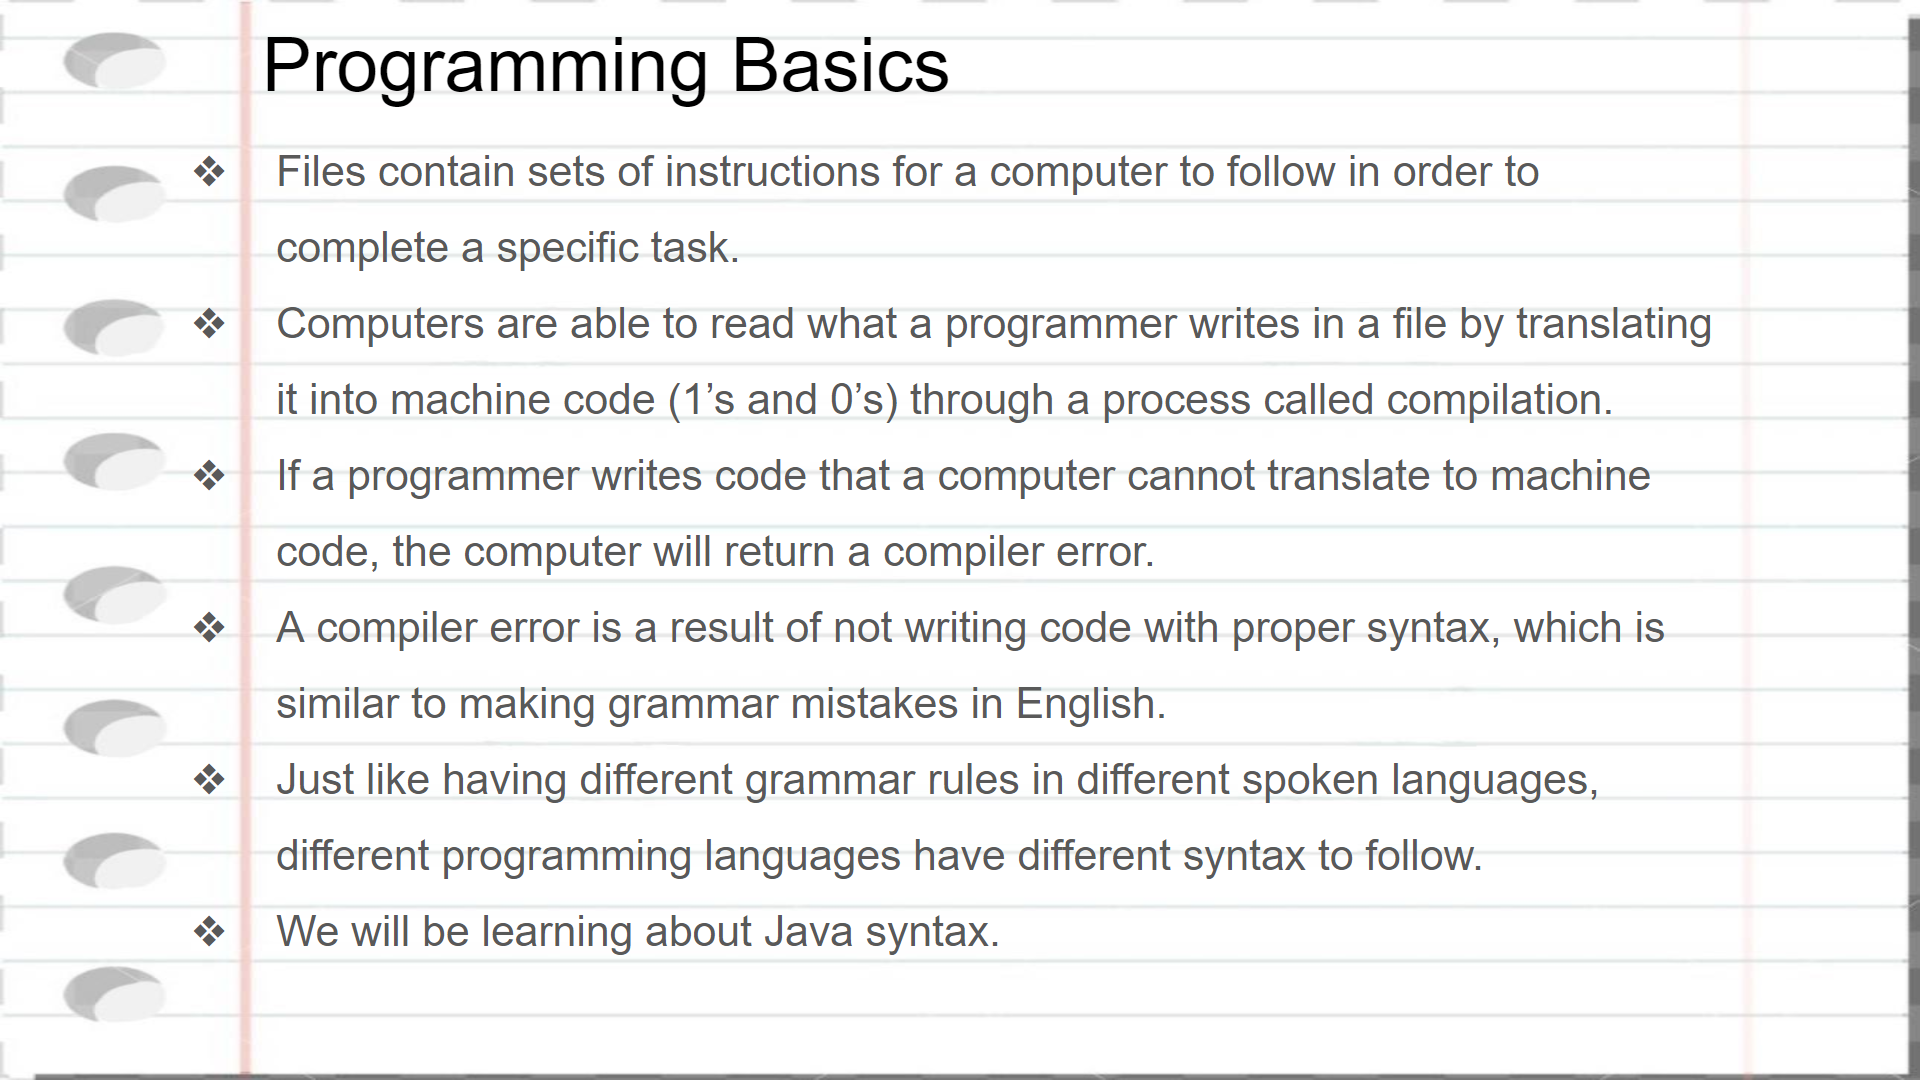 Programming Basics
❖ Files contain sets of instructions for a computer to follow in order to
complete a specific task.
❖ Computers are able to read what a programmer writes in a file by translating
it into machine code (1’s and 0’s) through a process called compilation.
❖ If a programmer writes code that a computer cannot translate to machine
code, the computer will return a compiler error.
❖ A compiler error is a result of not writing code with proper syntax, which is
similar to making grammar mistakes in English.
❖ Just like having different grammar rules in different spoken languages,
different programming languages have different syntax to follow.
❖ We will be learning about Java syntax.